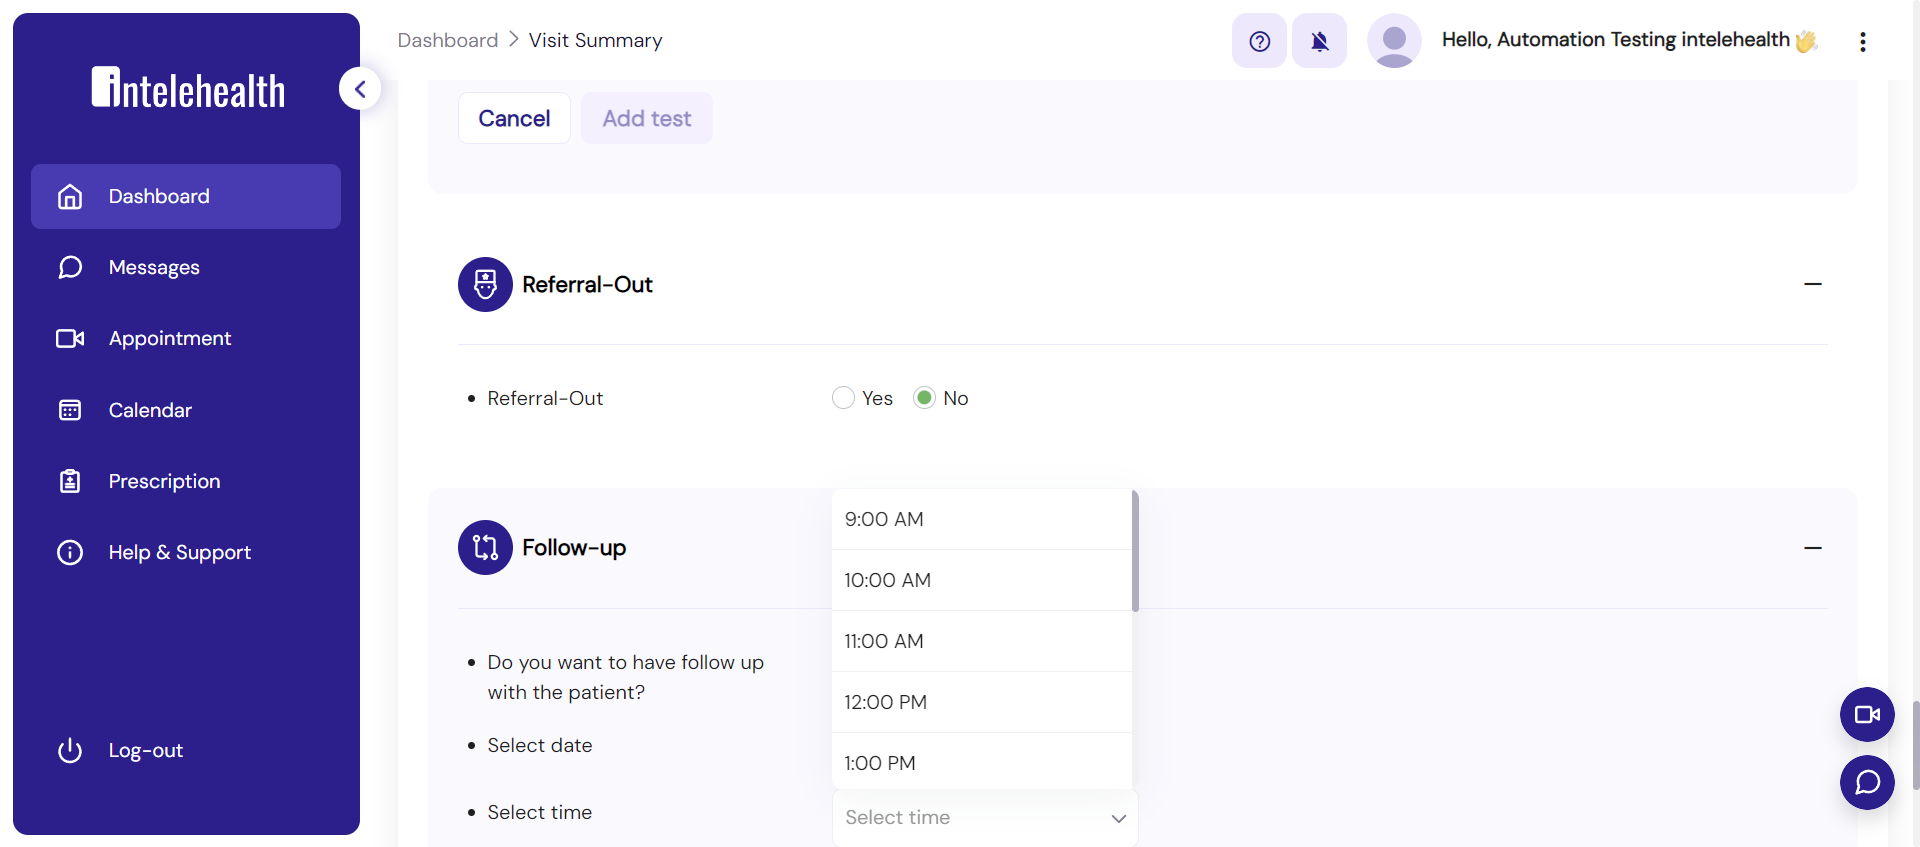 intelehealth
Dashboard
Messages
Appointment
Calendar
Prescription
Help & Support
Log-out
Dashboard > Visit Summary
Hello, Automation Testing intelehealth 👋
Cancel
Add test
Referral-Out
Referral-Out
Yes
No
Follow-up
Do you want to have follow up
with the patient?
Select date
Select time
9:00 AM
10:00 AM
11:00 AM
12:00 PM
1:00 PM
Select time